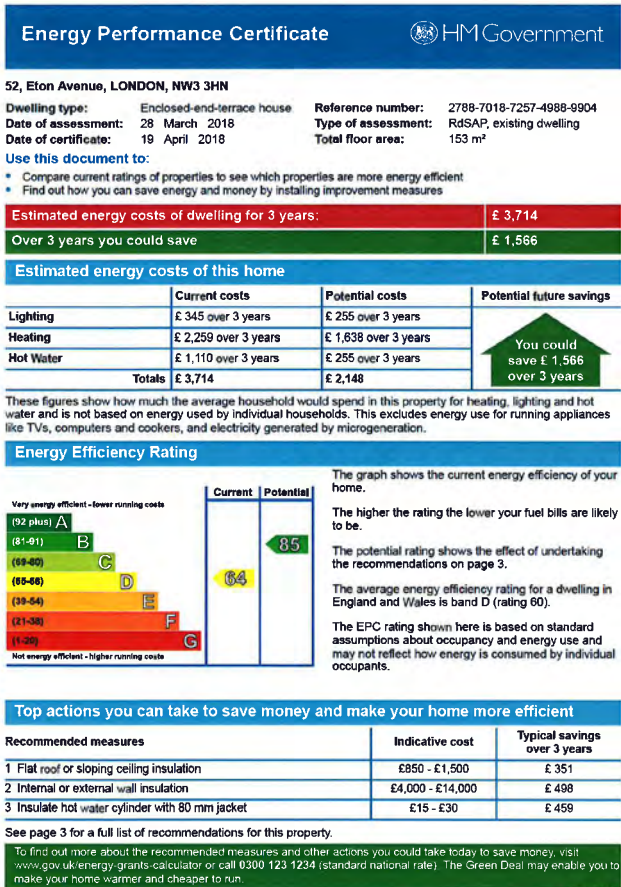 Energy Performance Certificate
HM Government
52, Eton Avenue, LONDON, NW3 3HN
Dwelling type: Enclosed-end-terrace house
Date of assessment: 28 March 2018
Date of certificate: 19 April 2018
Reference number: 2788-7018-7257-4988-9904
Type of assessment: RdSAP, existing dwelling
Total floor area: 153 m²
Use this document to:
• Compare current ratings of properties to see which properties are more energy efficient
• Find out how you can save energy and money by installing improvement measures
Estimated energy costs of dwelling for 3 years: £ 3,714
Over 3 years you could save £ 1,566
Estimated energy costs of this home
Current costs Potential costs Potential future savings
Lighting £ 345 over 3 years £ 255 over 3 years
Heating £ 2,259 over 3 years £ 1,638 over 3 years
Hot Water £ 1,110 over 3 years £ 255 over 3 years
Totals £ 3,714 £ 2,148
You could
save £ 1,566
over 3 years
These figures show how much the average household would spend in this property for heating, lighting and hot
water and is not based on energy used by individual households. This excludes energy use for running appliances
like TVs, computers and cookers, and electricity generated by microgeneration.
Energy Efficiency Rating
Current Potential
Very energy efficient - lower running costs
(92 plus) A
(81-91) B
(69-80) C
(55-68) D
(39-54) E
(21-38) F
(1-20) G
64
85
Not energy efficient - higher running costs
The graph shows the current energy efficiency of your
home.
The higher the rating the lower your fuel bills are likely
to be.
The potential rating shows the effect of undertaking
the recommendations on page 3.
The average energy efficiency rating for a dwelling in
England and Wales is band D (rating 60).
The EPC rating shown here is based on standard
assumptions about occupancy and energy use and
may not reflect how energy is consumed by individual
occupants.
Top actions you can take to save money and make your home more efficient
Recommended measures Indicative cost Typical savings
over 3 years
1 Flat roof or sloping ceiling insulation £850 - £1,500 £ 351
2 Internal or external wall insulation £4,000 - £14,000 £ 498
3 Insulate hot water cylinder with 80 mm jacket £15 - £30 £ 459
See page 3 for a full list of recommendations for this property.
To find out more about the recommended measures and other actions you could take today to save money, visit
www.gov.uk/energy-grants-calculator or call 0300 123 1234 (standard national rate). The Green Deal may enable you to
make your home warmer and cheaper to run.